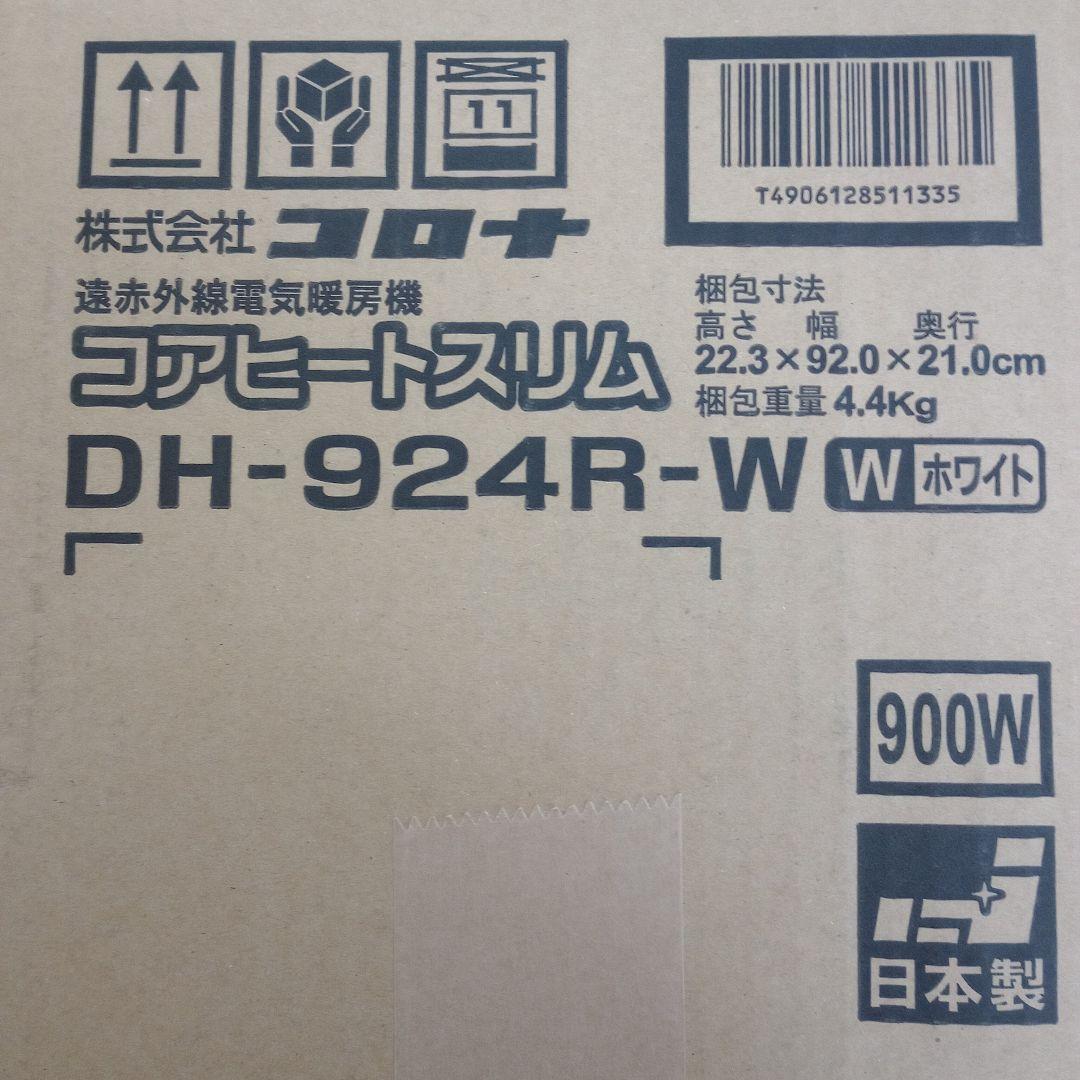 11
T4906128511335
株式会社 コロナ
遠赤外線電気暖房機
コアヒートスリム
梱包寸法
高さ 幅 奥行
22.3×92.0×21.0cm
梱包重量 4.4Kg
DH-924R-W W ホワイト
900W
日本製